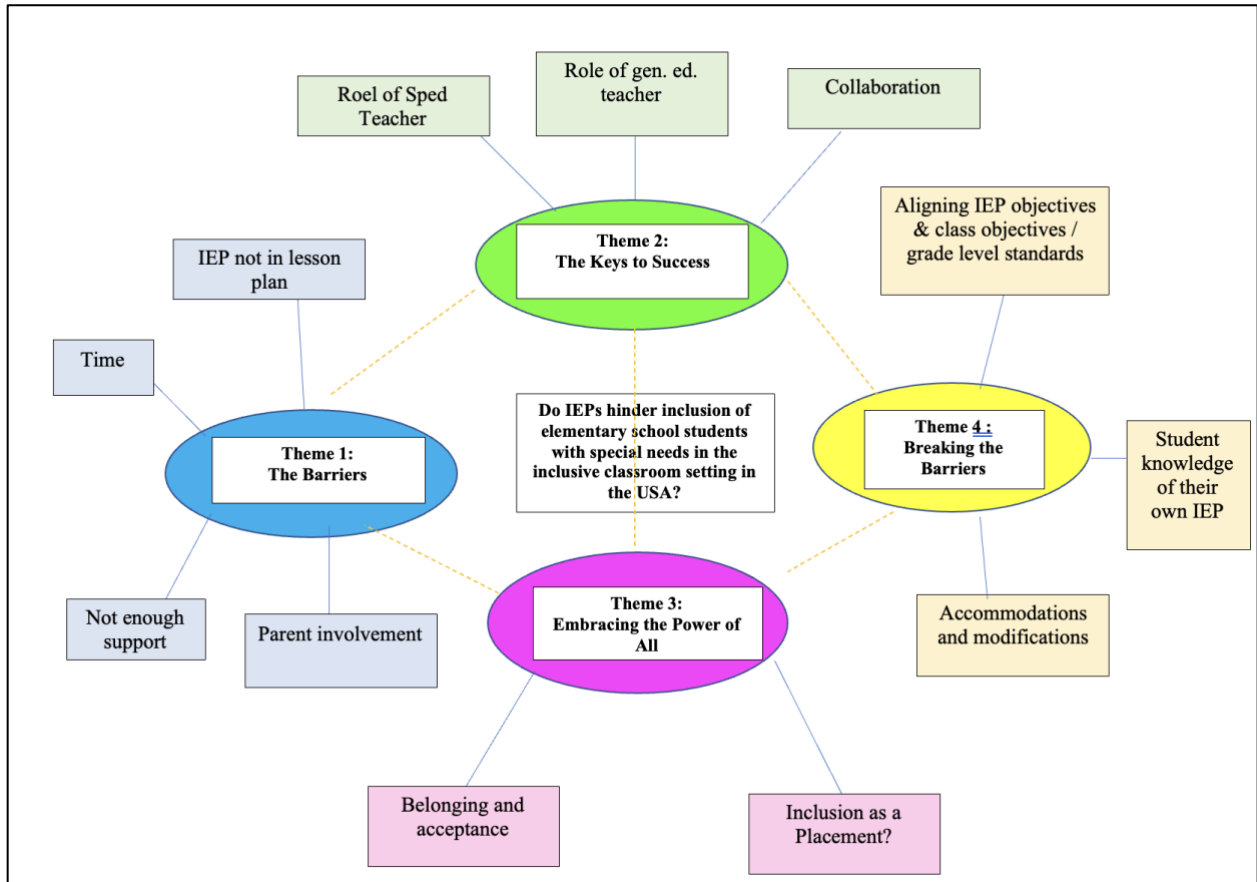 Roel of Sped
Teacher
Role of gen. ed.
teacher
Collaboration
Theme 2:
The Keys to Success
Aligning IEP objectives
& class objectives /
grade level standards
IEP not in lesson
plan
Time
Theme 1:
The Barriers
Do IEPs hinder inclusion of
elementary school students
with special needs in the
inclusive classroom setting in
the USA?
Theme 4 :
Breaking the
Barriers
Student
knowledge
of their
own IEP
Not enough
support
Parent involvement
Theme 3:
Embracing the Power of
All
Accommodations
and modifications
Belonging and
acceptance
Inclusion as a
Placement?